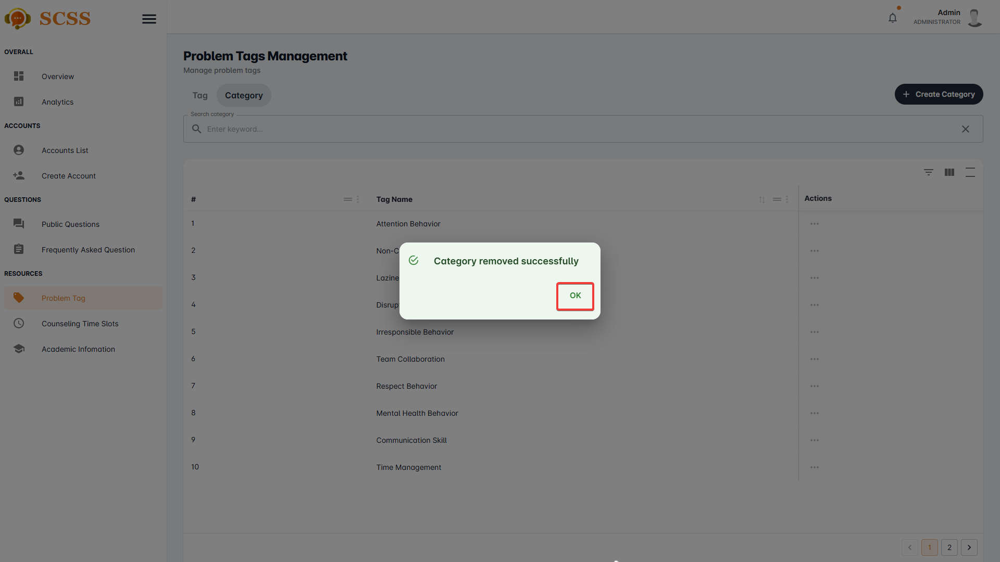 SCSS
Admin
ADMINISTRATOR
OVERALL
Overview
Analytics
ACCOUNTS
Accounts List
Create Account
QUESTIONS
Public Questions
Frequently Asked Question
RESOURCES
Problem Tag
Counseling Time Slots
Academic Infomation
Problem Tags Management
Manage problem tags
Tag Category
+ Create Category
Search category
Enter keyword...
# Tag Name Actions
1 Attention Behavior
2 Non-C
3 Lazine
4 Disrup
5 Irresponsible Behavior
6 Team Collaboration
7 Respect Behavior
8 Mental Health Behavior
9 Communication Skill
10 Time Management
Category removed successfully
OK
1 2